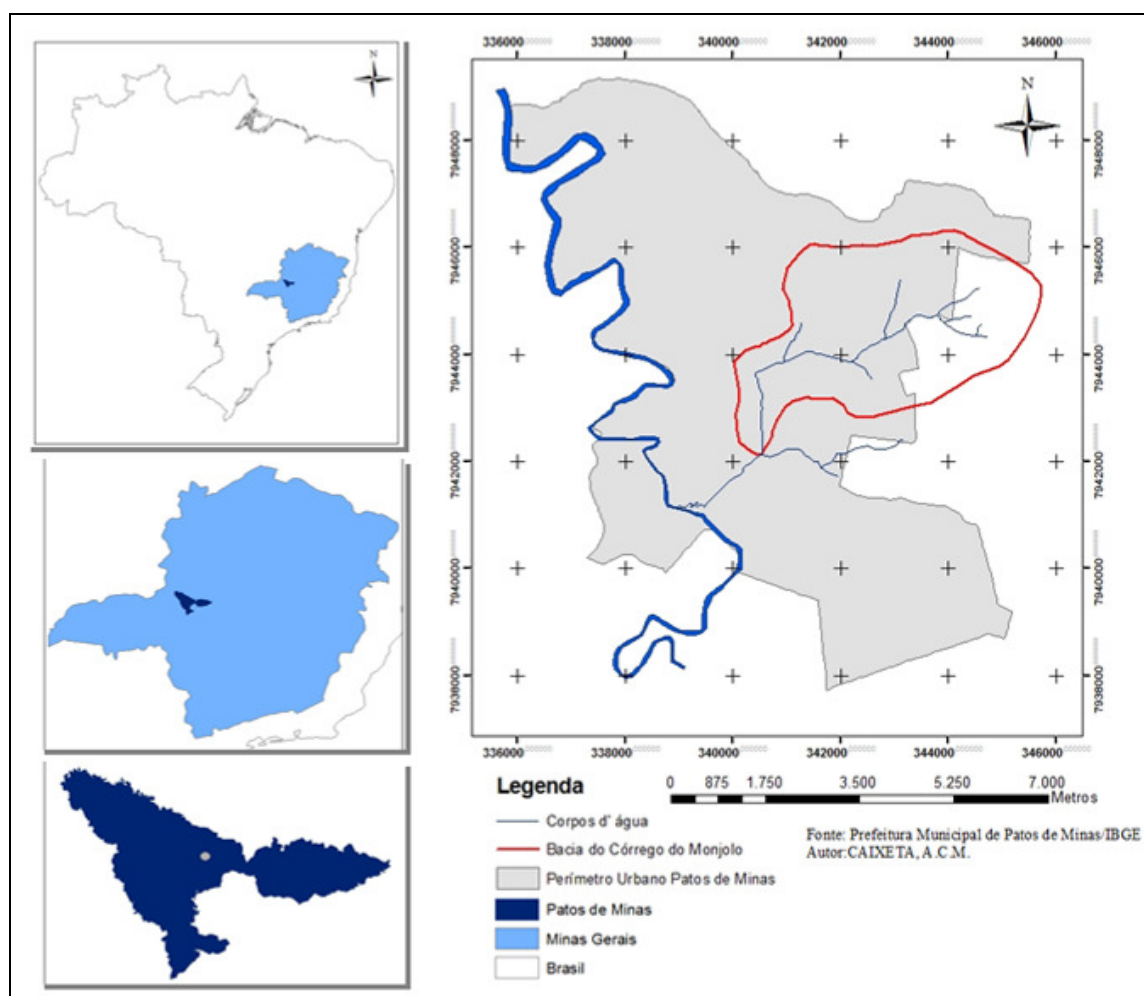 N
336000 338000 340000 342000 344000 346000
N
7948000 7948000
7946000 7946000
7944000 7944000
7942000 7942000
7940000 7940000
7938000 7938000
336000 338000 340000 342000 344000 346000
Legenda
0 875 1.750 3.500 5.250 7.000
Metros
Corpos d' água
Bacia do Córrego do Monjolo
Perímetro Urbano Patos de Minas
Patos de Minas
Minas Gerais
Brasil
Fonte: Prefeitura Municipal de Patos de Minas/IBGE
Autor:CAIXETA, A.C.M.